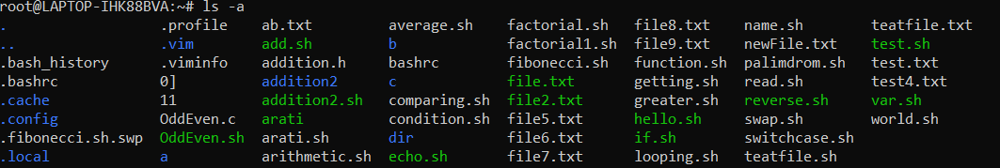 root@LAPTOP-IHK88BVA:~# ls -a
. .profile ab.txt average.sh factorial.sh file8.txt name.sh teatfile.txt
.. .vim add.sh b factorial1.sh file9.txt newFile.txt test.sh
.bash_history .viminfo addition.h bashrc fibonecci.sh function.sh palimdrom.sh test.txt
.bashrc 0] addition2 c file.txt getting.sh read.sh test4.txt
.cache 11 addition2.sh comparing.sh file2.txt greater.sh reverse.sh var.sh
.config OddEven.c arati condition.sh file5.txt hello.sh swap.sh world.sh
.fibonecci.sh.swp OddEven.sh arati.sh dir file6.txt if.sh switchcase.sh
.local a arithmetic.sh echo.sh file7.txt looping.sh teatfile.sh